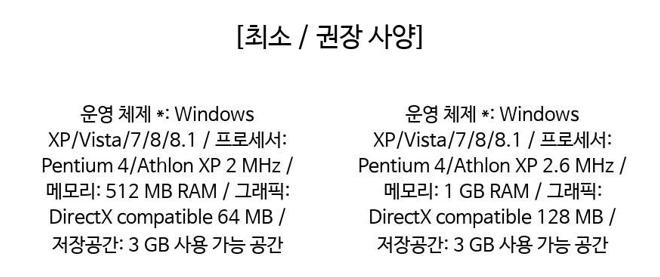 [최소 / 권장 사양]
운영 체제 *: Windows
XP/Vista/7/8/8.1 / 프로세서:
Pentium 4/Athlon XP 2 MHz /
메모리: 512 MB RAM / 그래픽:
DirectX compatible 64 MB /
저장공간: 3 GB 사용 가능 공간
운영 체제 *: Windows
XP/Vista/7/8/8.1 / 프로세서:
Pentium 4/Athlon XP 2.6 MHz /
메모리: 1 GB RAM / 그래픽:
DirectX compatible 128 MB /
저장공간: 3 GB 사용 가능 공간